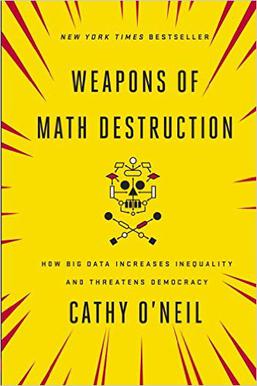 NEW YORK TIMES BESTSELLER
WEAPONS OF
MATH DESTRUCTION
HOW BIG DATA INCREASES INEQUALITY
AND THREATENS DEMOCRACY
CATHY O'NEIL